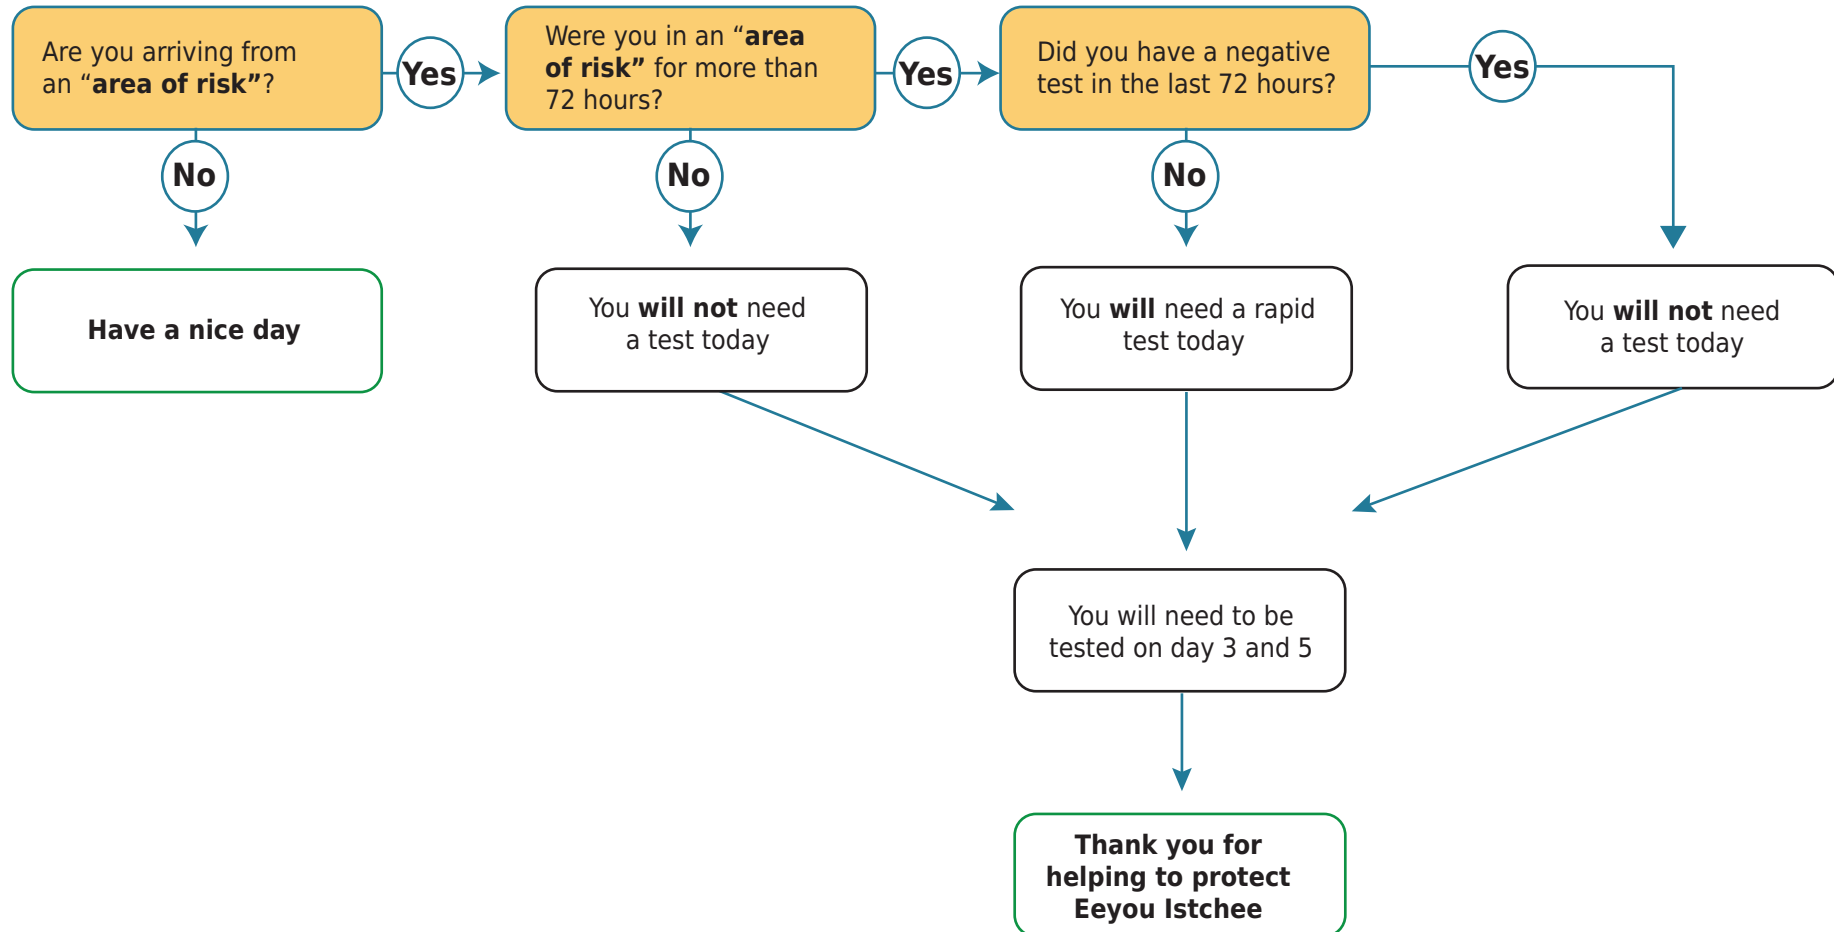 Are you arriving from
an “area of risk”?
Yes
Were you in an “area
of risk” for more than
72 hours?
Yes
Did you have a negative
test in the last 72 hours?
Yes
No
No
No
Have a nice day
You will not need
a test today
You will need a rapid
test today
You will not need
a test today
You will need to be
tested on day 3 and 5
Thank you for
helping to protect
Eeyou Istchee